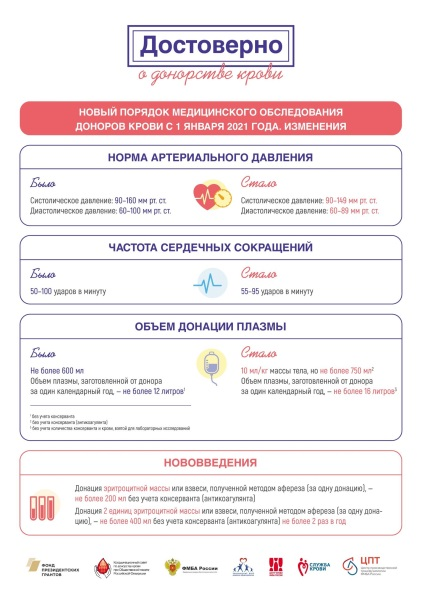 Достоверно
о донорстве крови
НОВЫЙ ПОРЯДОК МЕДИЦИНСКОГО ОБСЛЕДОВАНИЯ
ДОНОРОВ КРОВИ С 1 ЯНВАРЯ 2021 ГОДА. ИЗМЕНЕНИЯ
НОРМА АРТЕРИАЛЬНОГО ДАВЛЕНИЯ
Было
Систолическое давление: 90-160 мм рт. ст.
Диастолическое давление: 60-100 мм рт. ст.
Стало
Систолическое давление: 90-149 мм рт. ст.
Диастолическое давление: 60-89 мм рт. ст.
ЧАСТОТА СЕРДЕЧНЫХ СОКРАЩЕНИЙ
Было
50-100 ударов в минуту
Стало
55-95 ударов в минуту
ОБЪЕМ ДОНАЦИИ ПЛАЗМЫ
Было
Не более 600 мл
Объем плазмы, заготовленной от донора
за один календарный год, – не более 12 литров¹
Стало
10 мл/кг массы тела, но не более 750 мл²
Объем плазмы, заготовленной от донора
за один календарный год, – не более 16 литров³
¹ без учета консерванта
² без учета консерванта (антикоагулянта)
³ без учета количества консерванта и крови, взятой для лабораторных исследований
НОВОВВЕДЕНИЯ
Донация эритроцитной массы или взвеси, полученной методом афереза (за одну донацию), –
не более 200 мл без учета консерванта (антикоагулянта)
Донация 2 единиц эритроцитной массы или взвеси, полученной методом афереза (за одну дона-
цию), – не более 400 мл без учета консерванта (антикоагулянта) не более 2 раз в год
ФОНД
ПРЕЗИДЕНТСКИХ
ГРАНТОВ
ФМБА России
СЛУЖБА
КРОВИ
ЦПТ